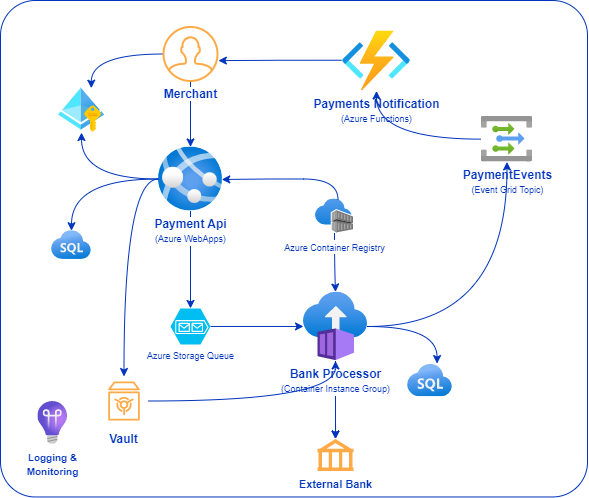 Merchant
Payments Notification
(Azure Functions)
PaymentEvents
(Event Grid Topic)
Payment Api
(Azure WebApps)
SQL
Azure Container Registry
Azure Storage Queue
Bank Processor
(Container Instance Group)
SQL
Vault
Logging &
Monitoring
External Bank